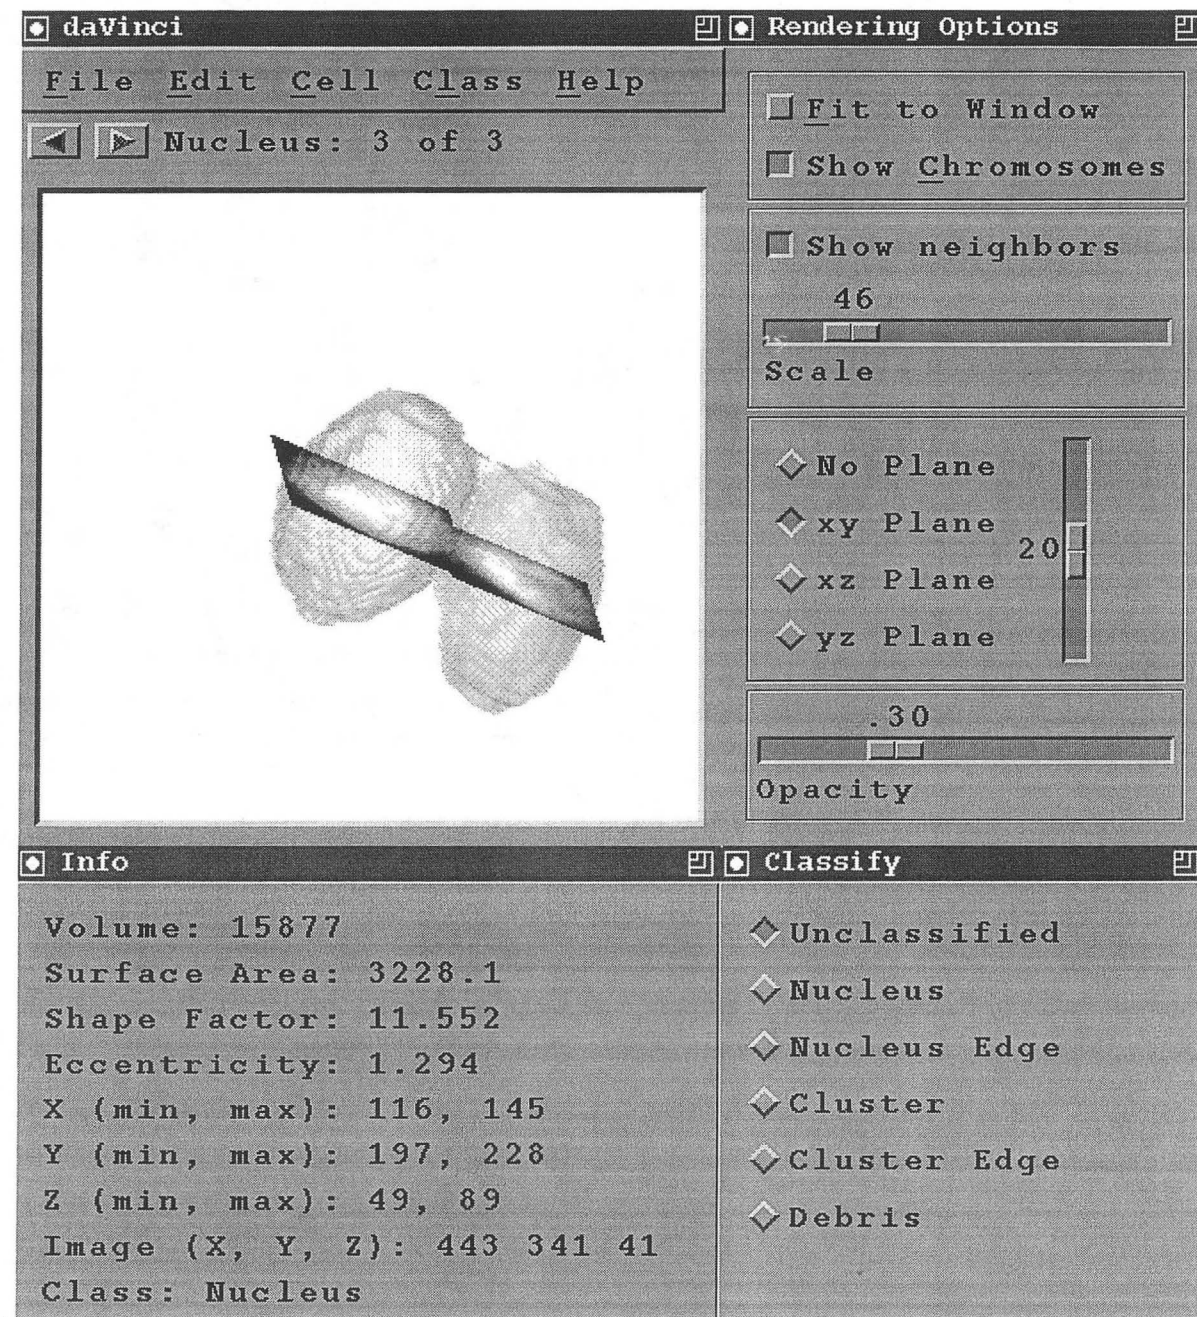 daVinci
File Edit Cell Class Help
Nucleus: 3 of 3
Rendering Options
Fit to Window
Show Chromosomes
Show neighbors
46
Scale
No Plane
xy Plane
20
xz Plane
yz Plane
.30
Opacity
Info
Volume: 15877
Surface Area: 3228.1
Shape Factor: 11.552
Eccentricity: 1.294
X (min, max): 116, 145
Y (min, max): 197, 228
Z (min, max): 49, 89
Image (X, Y, Z): 443 341 41
Class: Nucleus
Classify
Unclassified
Nucleus
Nucleus Edge
Cluster
Cluster Edge
Debris